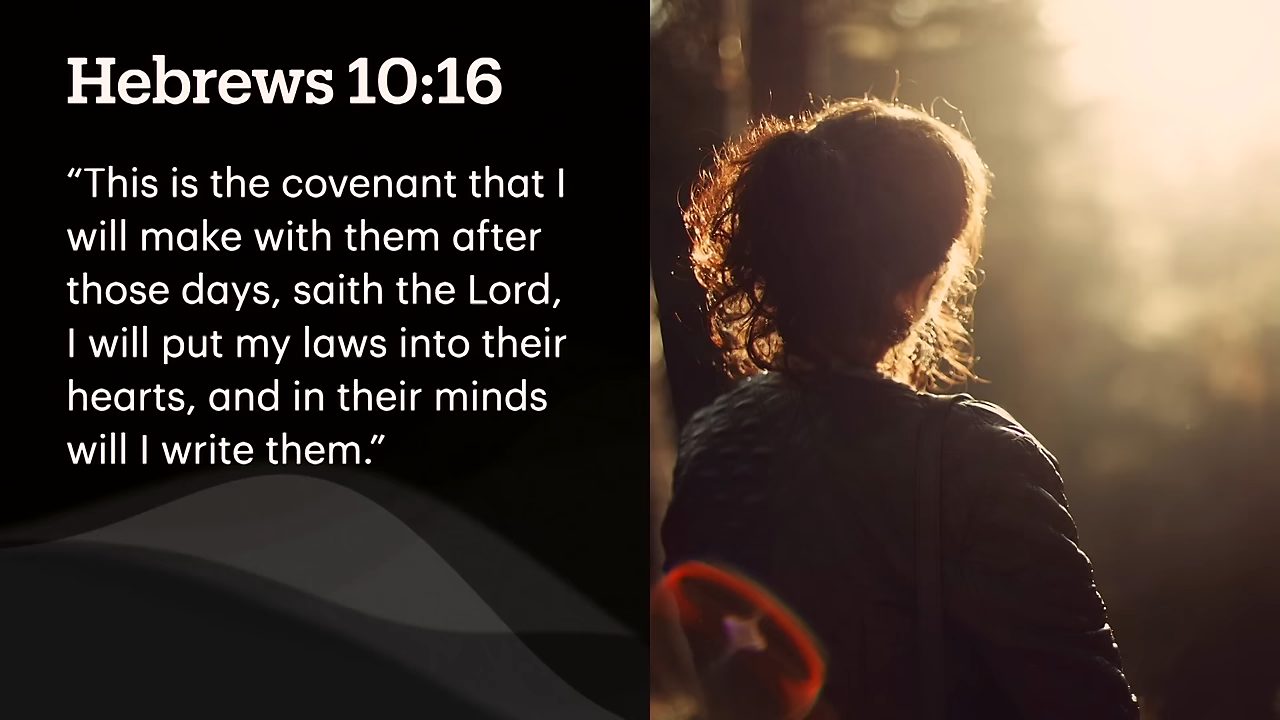 Hebrews 10:16
“This is the covenant that I
will make with them after
those days, saith the Lord,
I will put my laws into their
hearts, and in their minds
will I write them.”